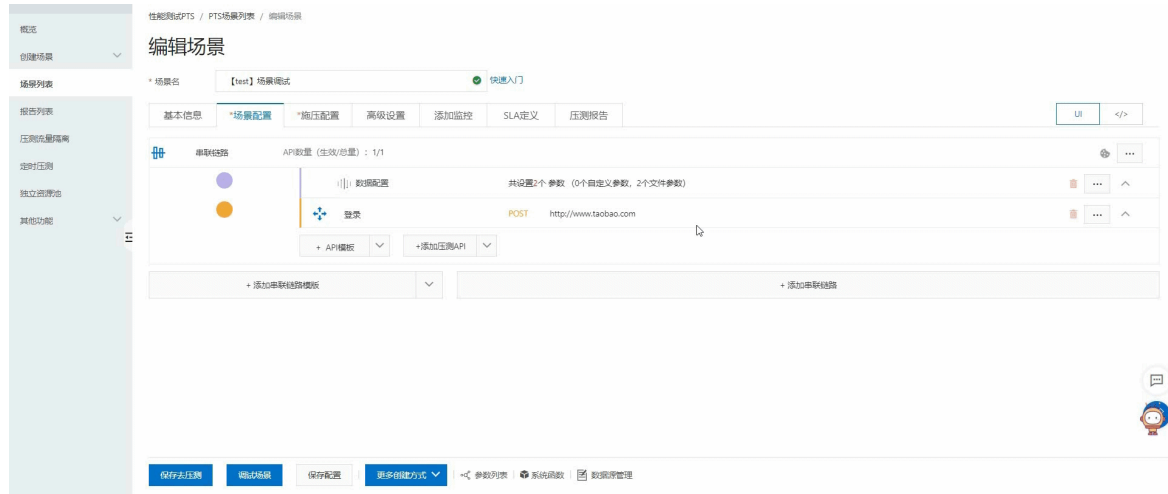 性能测试PTS / PTS场景列表 / 编辑场景
概览
创建场景
场景列表
报告列表
压测流量隔离
定时压测
独立资源池
其他功能
编辑场景
* 场景名 【test】场景调试 快速入门
基本信息 *场景配置 *施压配置 高级设置 添加监控 SLA定义 压测报告 UI </>
串联链路 API数量（生效/总量）: 1/1
数据配置 共设置2个 参数 （0个自定义参数, 2个文件参数）
登录 POST http://www.taobao.com
+ API模板 +添加压测API
+ 添加串联链路模版 + 添加串联链路
保存去压测 调试场景 保存配置 更多创建方式 参数列表 系统函数 数据源管理